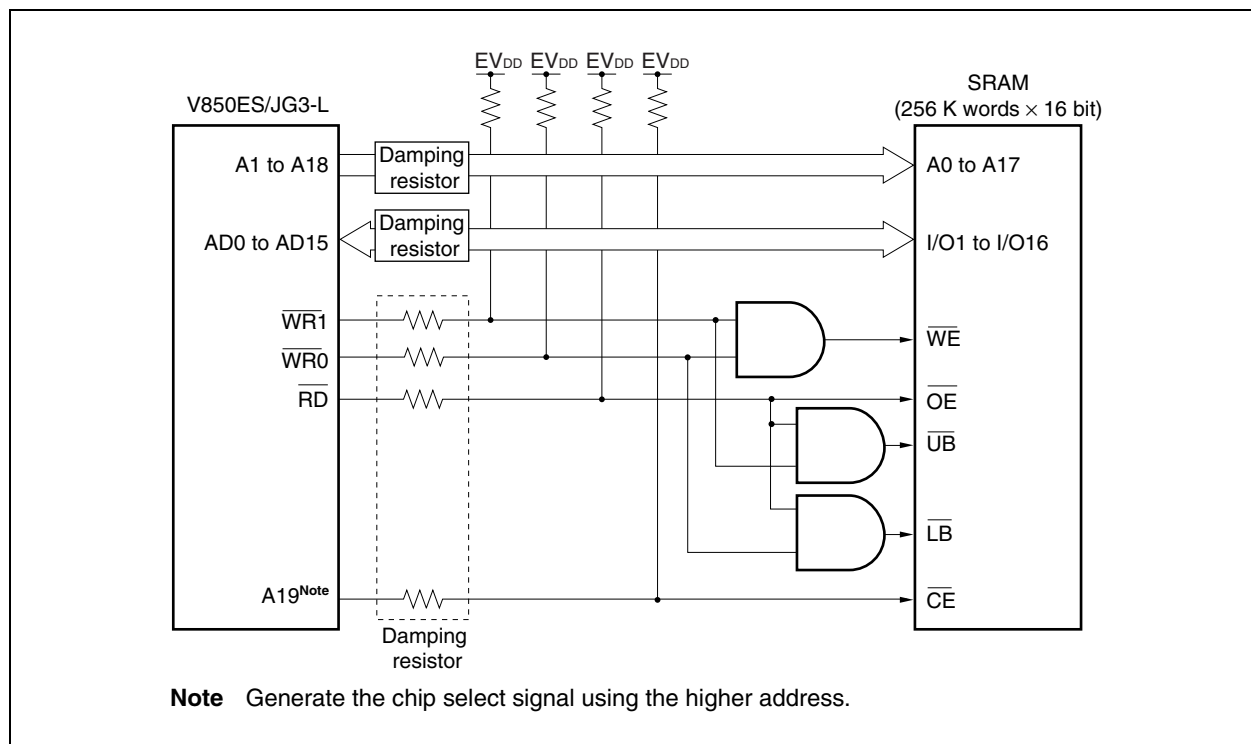 EVDD EVDD EVDD EVDD
V850ES/JG3-L
SRAM
(256 K words × 16 bit)
A1 to A18
Damping
resistor
A0 to A17
AD0 to AD15
Damping
resistor
I/O1 to I/O16
WR1
WR0
WE
RD
OE
UB
LB
A19Note
CE
Damping
resistor
Note Generate the chip select signal using the higher address.